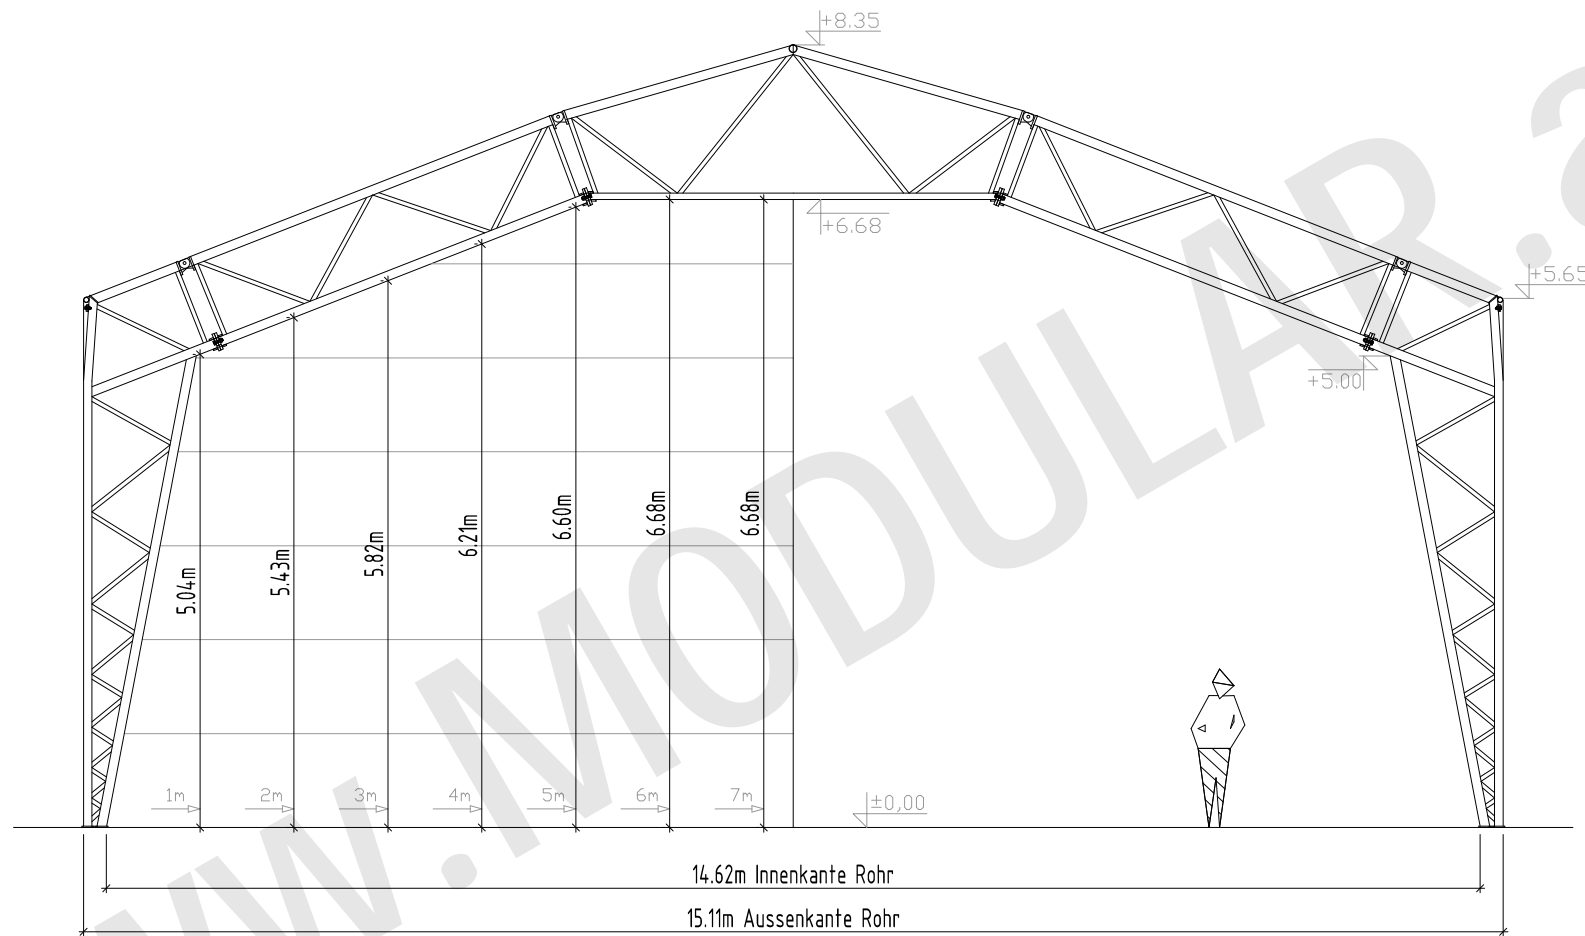 +8.35
+6.68
+5.65
+5.00
5.04m
5.43m
5.82m
6.21m
6.60m
6.68m
6.68m
1m
2m
3m
4m
5m
6m
7m
±0,00
14.62m Innenkante Rohr
15.11m Aussenkante Rohr
www.MODULAR.a